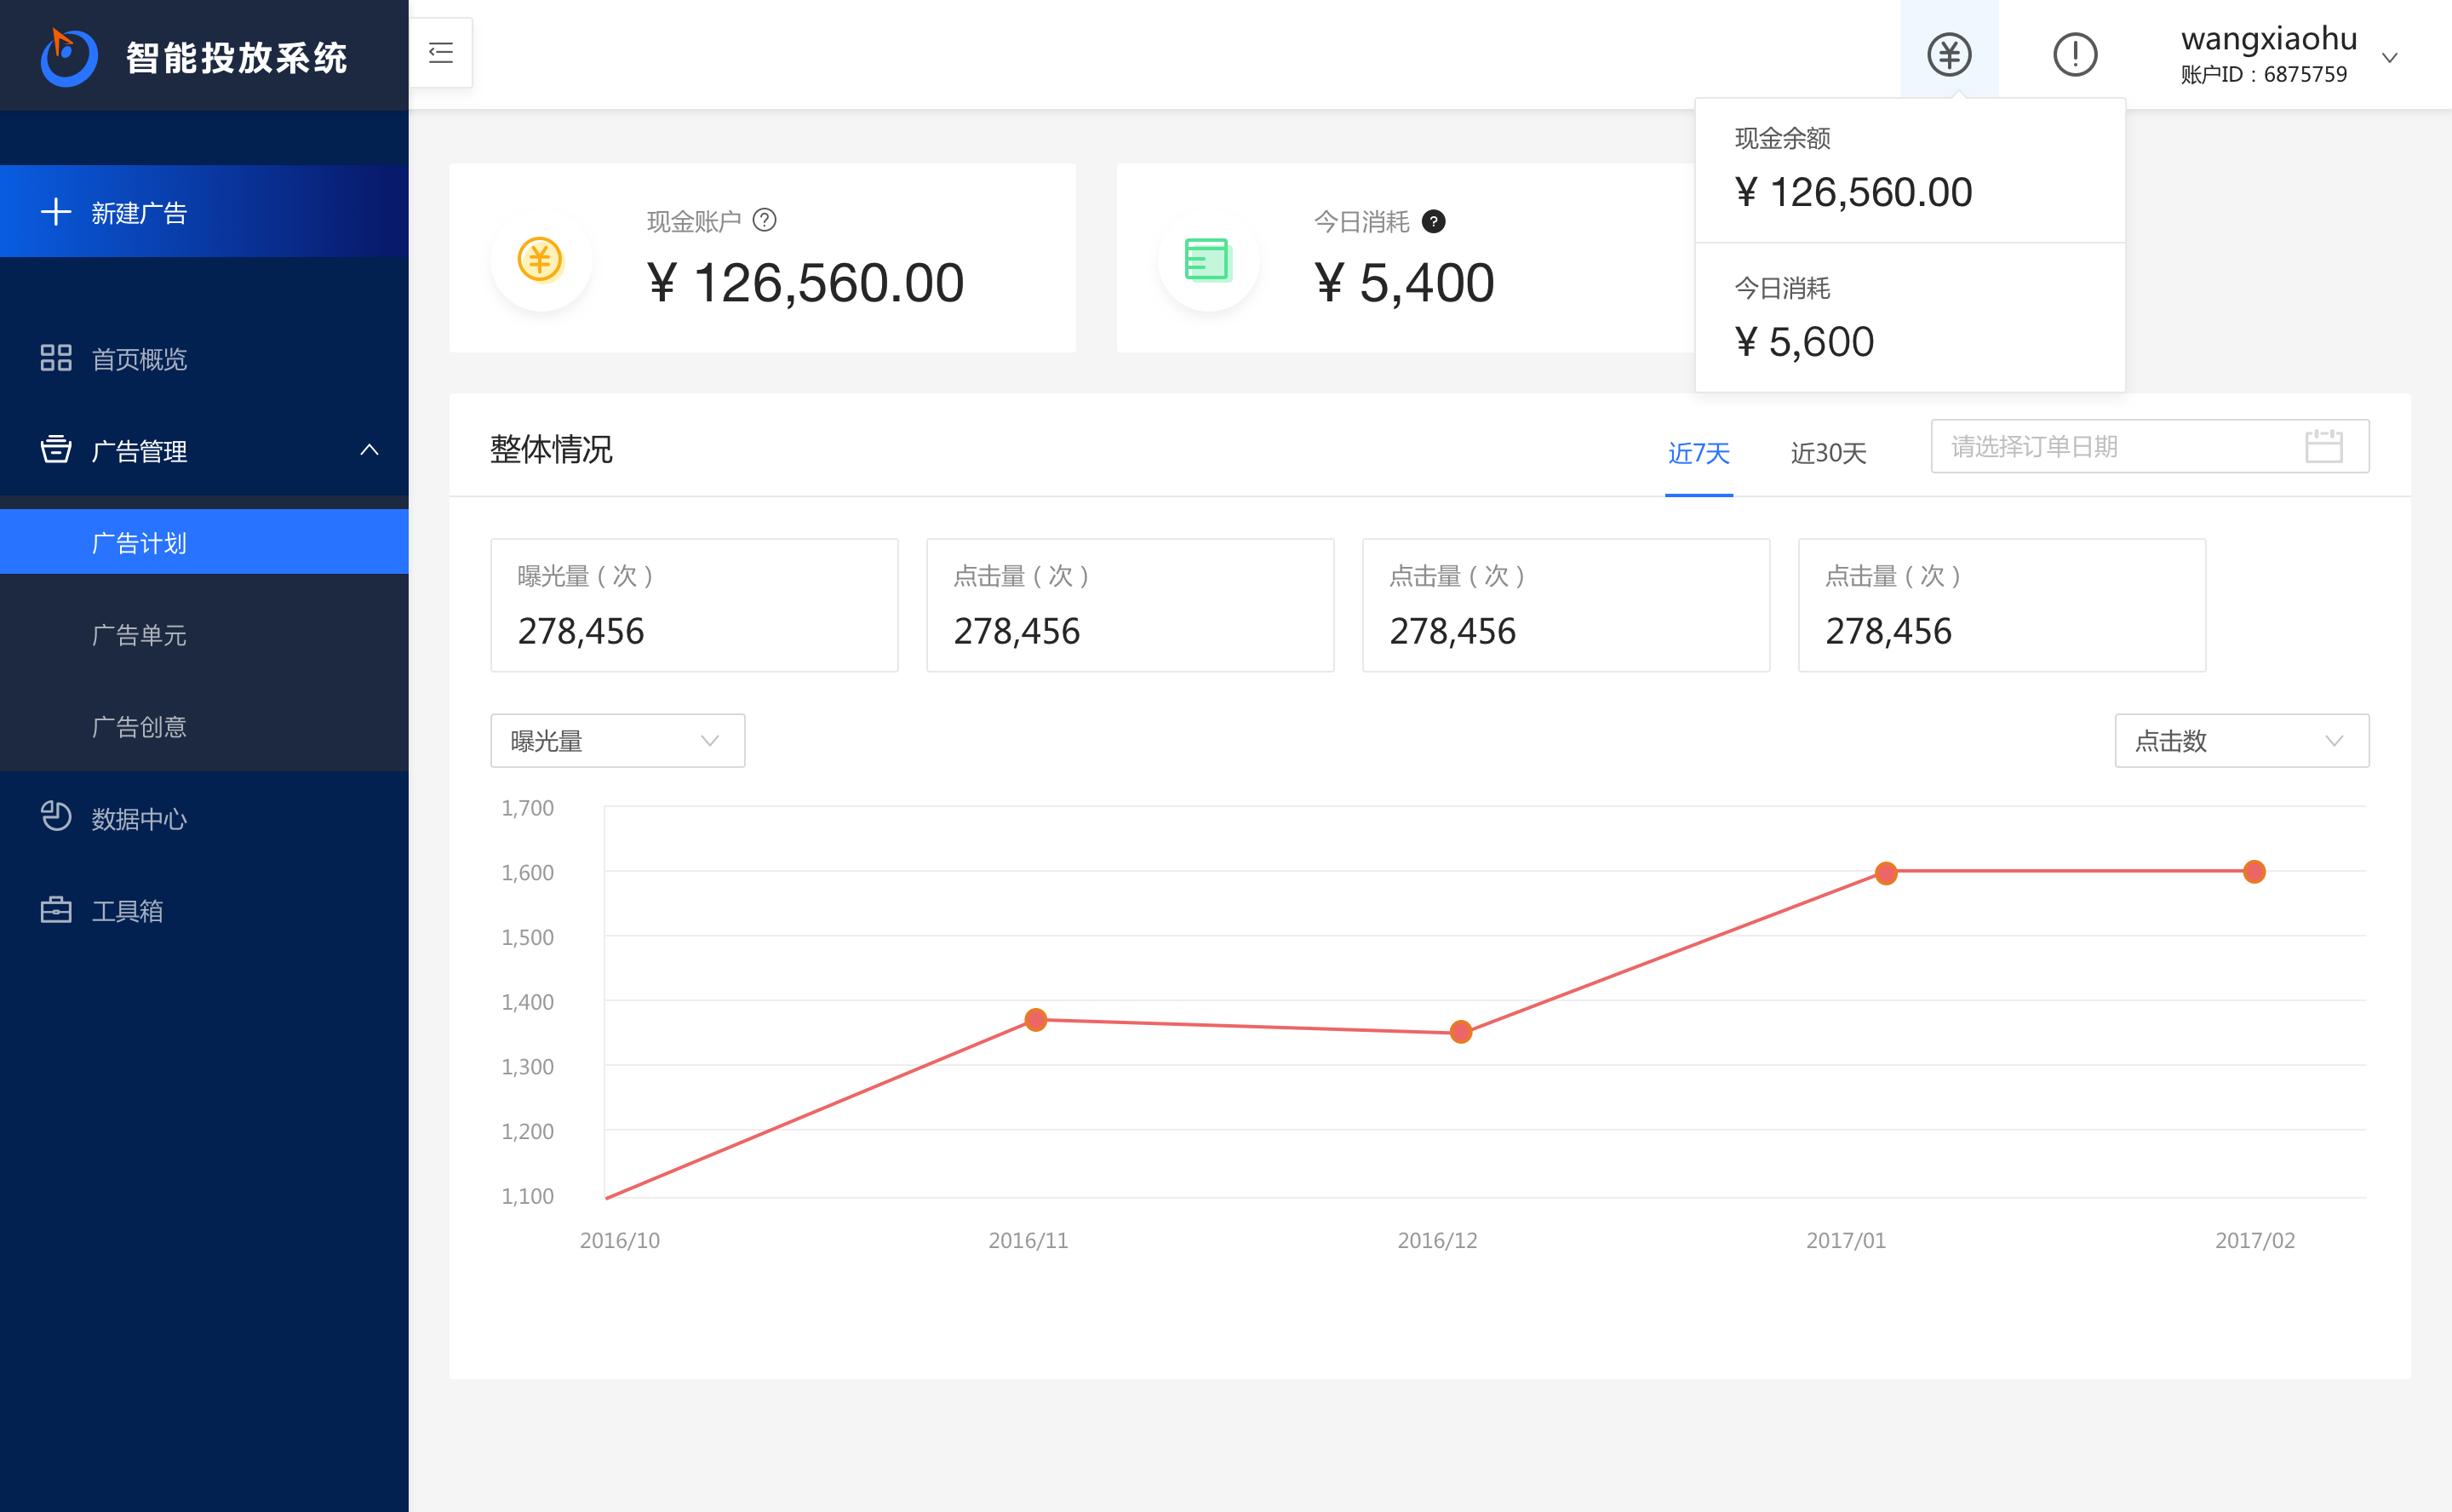 智能投放系统
wangxiaohu
账户ID：6875759
新建广告
首页概览
广告管理
广告计划
广告单元
广告创意
数据中心
工具箱
现金账户
¥ 126,560.00
今日消耗
¥ 5,400
现金余额
¥ 126,560.00
今日消耗
¥ 5,600
整体情况
近7天
近30天
请选择订单日期
曝光量（次）
278,456
点击量（次）
278,456
点击量（次）
278,456
点击量（次）
278,456
曝光量
点击数
1,700
1,600
1,500
1,400
1,300
1,200
1,100
2016/10
2016/11
2016/12
2017/01
2017/02